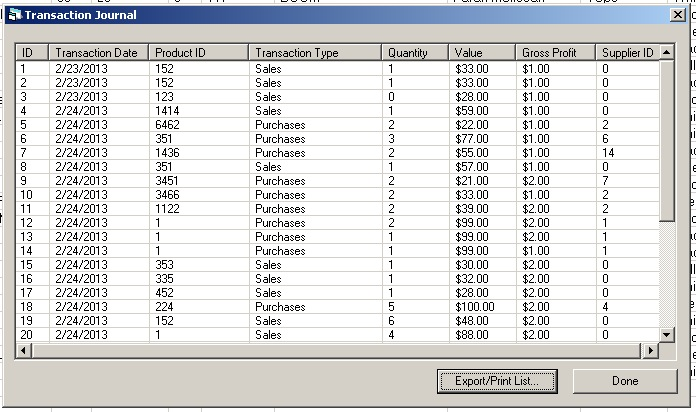 Transaction Journal
ID Transaction Date Product ID Transaction Type Quantity Value Gross Profit Supplier ID
1 2/23/2013 152 Sales 1 $33.00 $1.00 0
2 2/23/2013 152 Sales 1 $33.00 $1.00 0
3 2/23/2013 123 Sales 0 $28.00 $1.00 0
4 2/24/2013 1414 Sales 1 $59.00 $1.00 0
5 2/24/2013 6462 Purchases 2 $22.00 $1.00 2
6 2/24/2013 351 Purchases 3 $77.00 $1.00 6
7 2/24/2013 1436 Purchases 2 $55.00 $1.00 14
8 2/24/2013 351 Sales 1 $57.00 $1.00 0
9 2/24/2013 3451 Purchases 2 $21.00 $2.00 7
10 2/24/2013 3466 Purchases 2 $33.00 $1.00 2
11 2/24/2013 1122 Purchases 2 $39.00 $2.00 2
12 2/24/2013 1 Purchases 2 $99.00 $2.00 1
13 2/24/2013 1 Purchases 1 $99.00 $2.00 1
14 2/24/2013 1 Purchases 1 $99.00 $1.00 1
15 2/24/2013 353 Sales 1 $30.00 $2.00 0
16 2/24/2013 335 Sales 1 $32.00 $2.00 0
17 2/24/2013 452 Sales 1 $28.00 $2.00 0
18 2/24/2013 224 Purchases 5 $100.00 $2.00 4
19 2/24/2013 152 Sales 6 $48.00 $2.00 0
20 2/24/2013 1 Sales 4 $88.00 $2.00 0
Export/Print List... Done